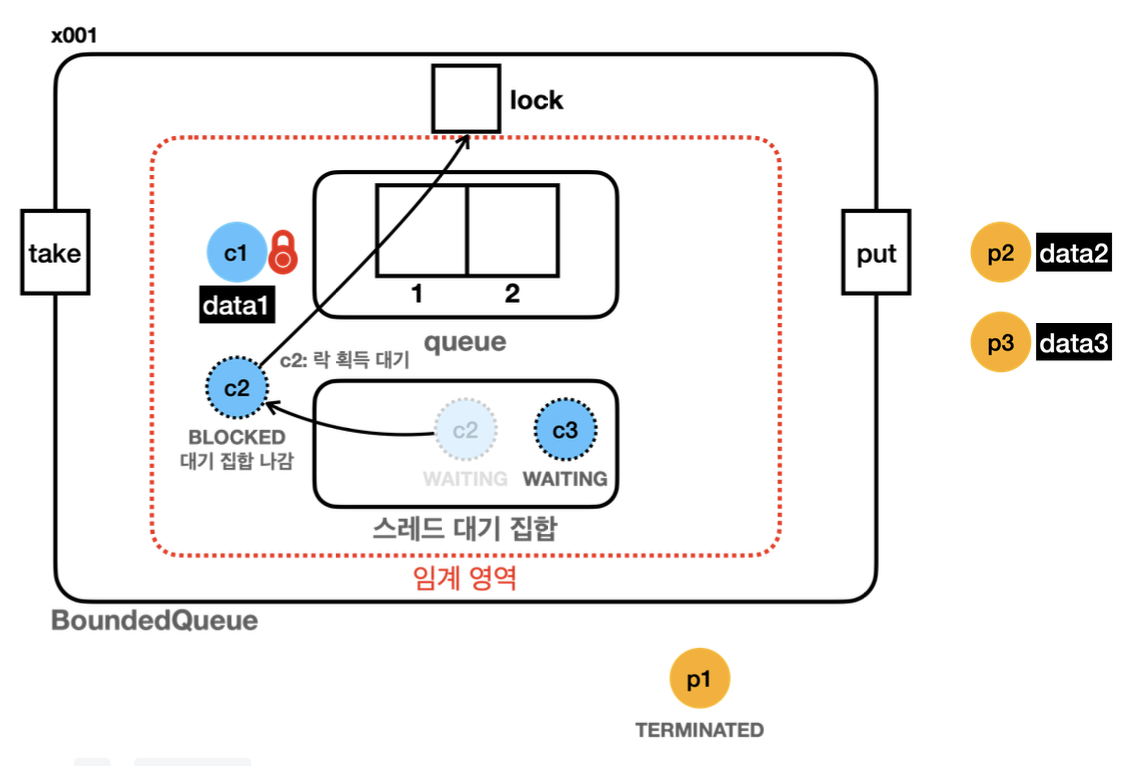 x001
lock
take
c1
data1
1 2
queue
put
p2 data2
p3 data3
c2: 락 획득 대기
c2
BLOCKED
대기 집합 나감
c2
WAITING
c3
WAITING
스레드 대기 집합
임계 영역
BoundedQueue
p1
TERMINATED